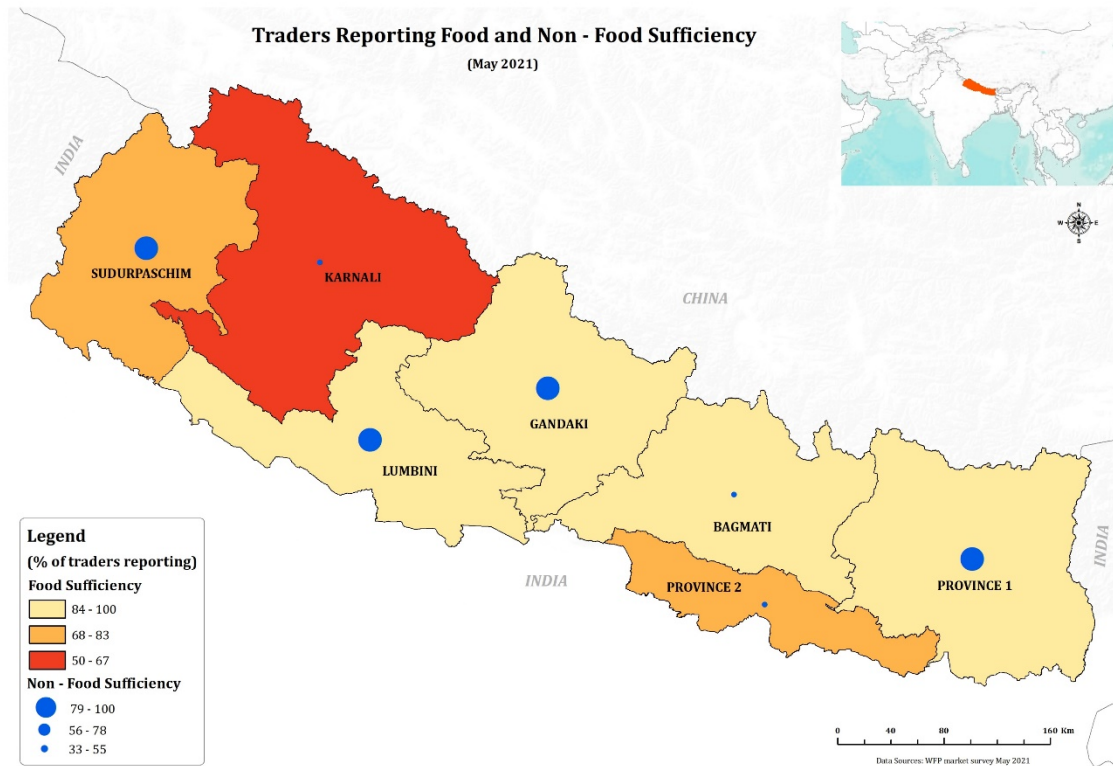 Traders Reporting Food and Non - Food Sufficiency
(May 2021)
N
W
E
S
INDIA
SUDURPASCHIM
KARNALI
CHINA
GANDAKI
LUMBINI
BAGMATI
INDIA
PROVINCE 2
PROVINCE 1
INDIA
Legend
(% of traders reporting)
Food Sufficiency
84 - 100
68 - 83
50 - 67
Non - Food Sufficiency
79 - 100
56 - 78
33 - 55
0 40 80 160 Km
Data Sources: WFP market survey May 2021